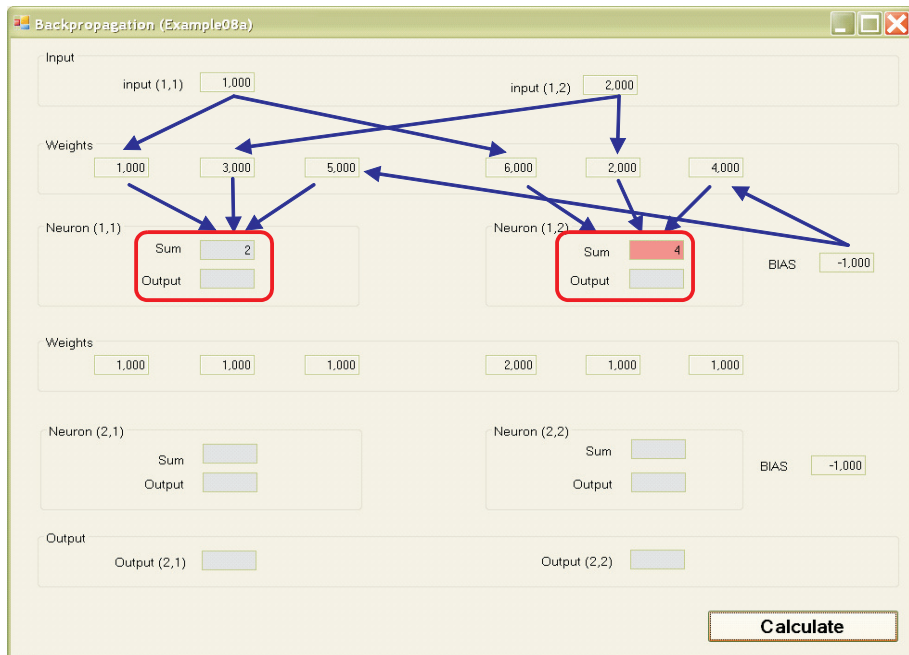 Backpropagation (Example08a)
Input
input (1,1) 1,000 input (1,2) 2,000
Weights
1,000 3,000 5,000 6,000 2,000 4,000
Neuron (1,1) Neuron (1,2)
Sum 2 Sum 4
Output Output
BIAS -1,000
Weights
1,000 1,000 1,000 2,000 1,000 1,000
Neuron (2,1) Neuron (2,2)
Sum Sum
Output Output
BIAS -1,000
Output
Output (2,1) Output (2,2)
Calculate